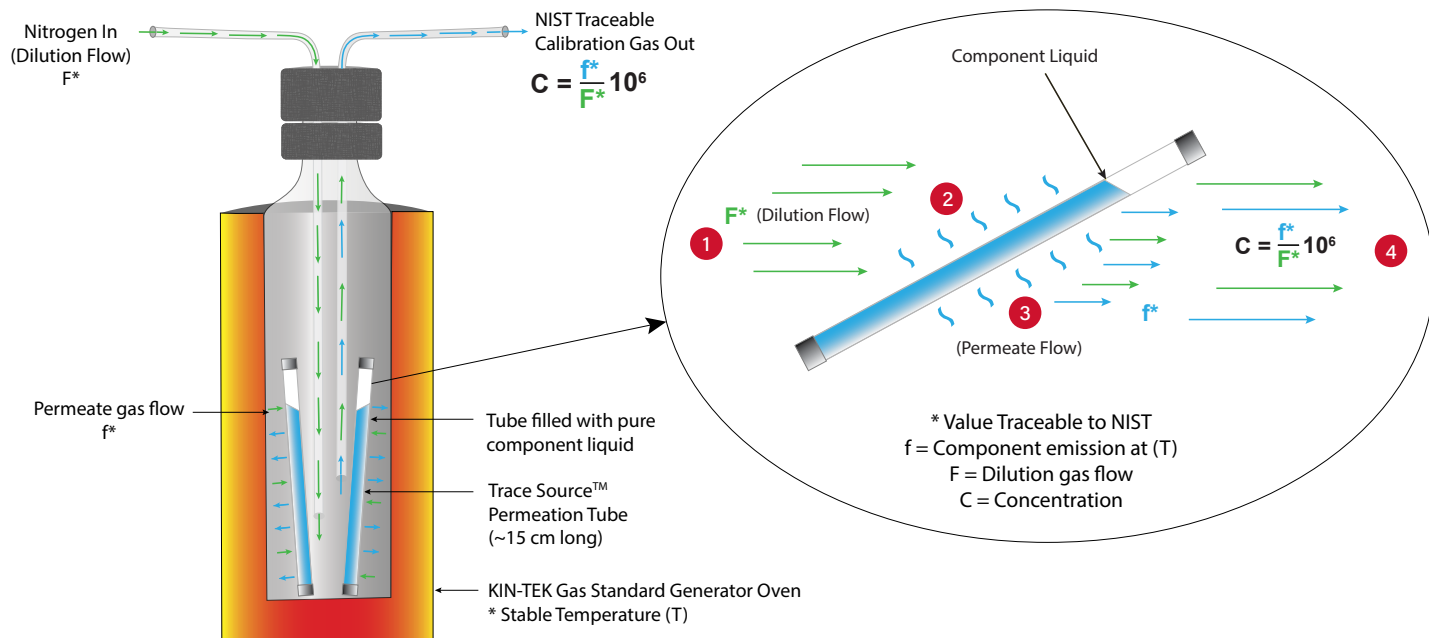 Nitrogen In
(Dilution Flow)
F*
NIST Traceable
Calibration Gas Out
C = f*/F* 10⁶
Permeate gas flow
f*
Tube filled with pure
component liquid
Trace Source™
Permeation Tube
(~15 cm long)
KIN-TEK Gas Standard Generator Oven
* Stable Temperature (T)
Component Liquid
1
F* (Dilution Flow)
2
3
(Permeate Flow)
f*
C = f*/F* 10⁶
4
* Value Traceable to NIST
f = Component emission at (T)
F = Dilution gas flow
C = Concentration